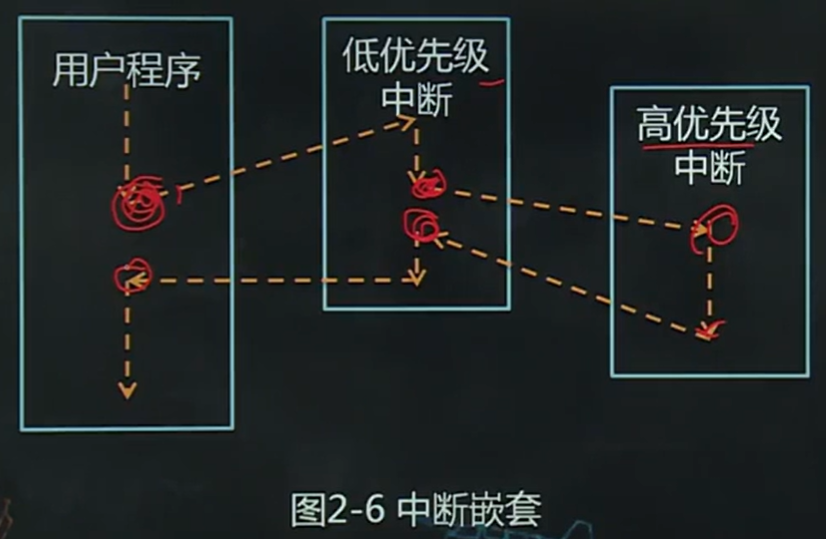 用户程序
低优先级
中断
高优先级
中断
图2-6 中断嵌套